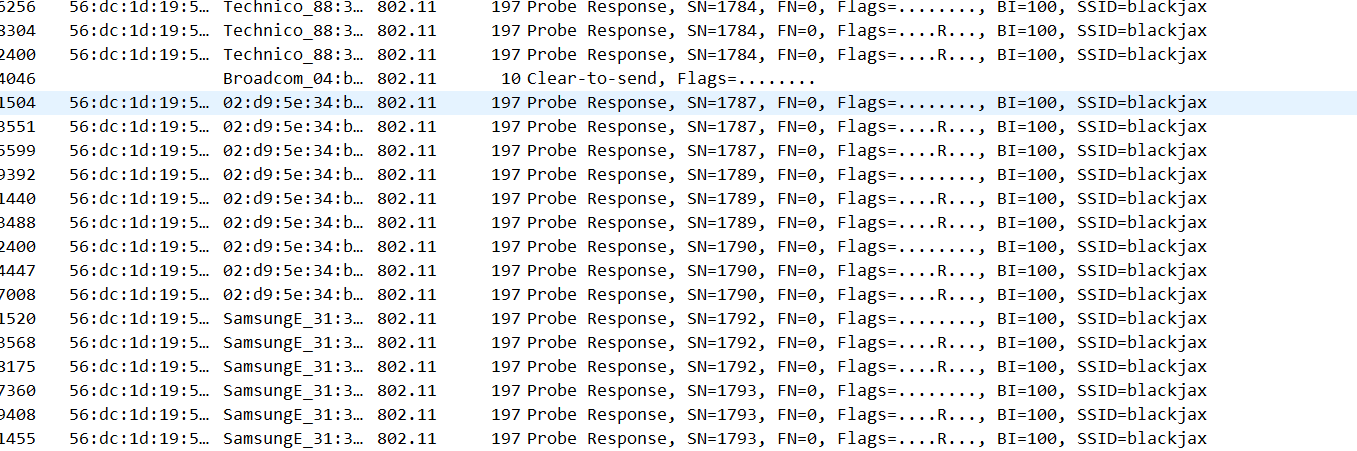 6256 56:dc:1d:19:5… Technico_88:3… 802.11 197 Probe Response, SN=1784, FN=0, Flags=........, BI=100, SSID=blackjax
8304 56:dc:1d:19:5… Technico_88:3… 802.11 197 Probe Response, SN=1784, FN=0, Flags=....R..., BI=100, SSID=blackjax
2400 56:dc:1d:19:5… Technico_88:3… 802.11 197 Probe Response, SN=1784, FN=0, Flags=....R..., BI=100, SSID=blackjax
4046 Broadcom_04:b… 802.11 10 Clear-to-send, Flags=........
1504 56:dc:1d:19:5… 02:d9:5e:34:b… 802.11 197 Probe Response, SN=1787, FN=0, Flags=........, BI=100, SSID=blackjax
3551 56:dc:1d:19:5… 02:d9:5e:34:b… 802.11 197 Probe Response, SN=1787, FN=0, Flags=....R..., BI=100, SSID=blackjax
5599 56:dc:1d:19:5… 02:d9:5e:34:b… 802.11 197 Probe Response, SN=1787, FN=0, Flags=....R..., BI=100, SSID=blackjax
9392 56:dc:1d:19:5… 02:d9:5e:34:b… 802.11 197 Probe Response, SN=1789, FN=0, Flags=........, BI=100, SSID=blackjax
1440 56:dc:1d:19:5… 02:d9:5e:34:b… 802.11 197 Probe Response, SN=1789, FN=0, Flags=....R..., BI=100, SSID=blackjax
3488 56:dc:1d:19:5… 02:d9:5e:34:b… 802.11 197 Probe Response, SN=1789, FN=0, Flags=....R..., BI=100, SSID=blackjax
2400 56:dc:1d:19:5… 02:d9:5e:34:b… 802.11 197 Probe Response, SN=1790, FN=0, Flags=........, BI=100, SSID=blackjax
4447 56:dc:1d:19:5… 02:d9:5e:34:b… 802.11 197 Probe Response, SN=1790, FN=0, Flags=....R..., BI=100, SSID=blackjax
7008 56:dc:1d:19:5… 02:d9:5e:34:b… 802.11 197 Probe Response, SN=1790, FN=0, Flags=....R..., BI=100, SSID=blackjax
1520 56:dc:1d:19:5… SamsungE_31:3… 802.11 197 Probe Response, SN=1792, FN=0, Flags=........, BI=100, SSID=blackjax
3568 56:dc:1d:19:5… SamsungE_31:3… 802.11 197 Probe Response, SN=1792, FN=0, Flags=....R..., BI=100, SSID=blackjax
8175 56:dc:1d:19:5… SamsungE_31:3… 802.11 197 Probe Response, SN=1792, FN=0, Flags=....R..., BI=100, SSID=blackjax
7360 56:dc:1d:19:5… SamsungE_31:3… 802.11 197 Probe Response, SN=1793, FN=0, Flags=........, BI=100, SSID=blackjax
9408 56:dc:1d:19:5… SamsungE_31:3… 802.11 197 Probe Response, SN=1793, FN=0, Flags=....R..., BI=100, SSID=blackjax
1455 56:dc:1d:19:5… SamsungE_31:3… 802.11 197 Probe Response, SN=1793, FN=0, Flags=....R..., BI=100, SSID=blackjax